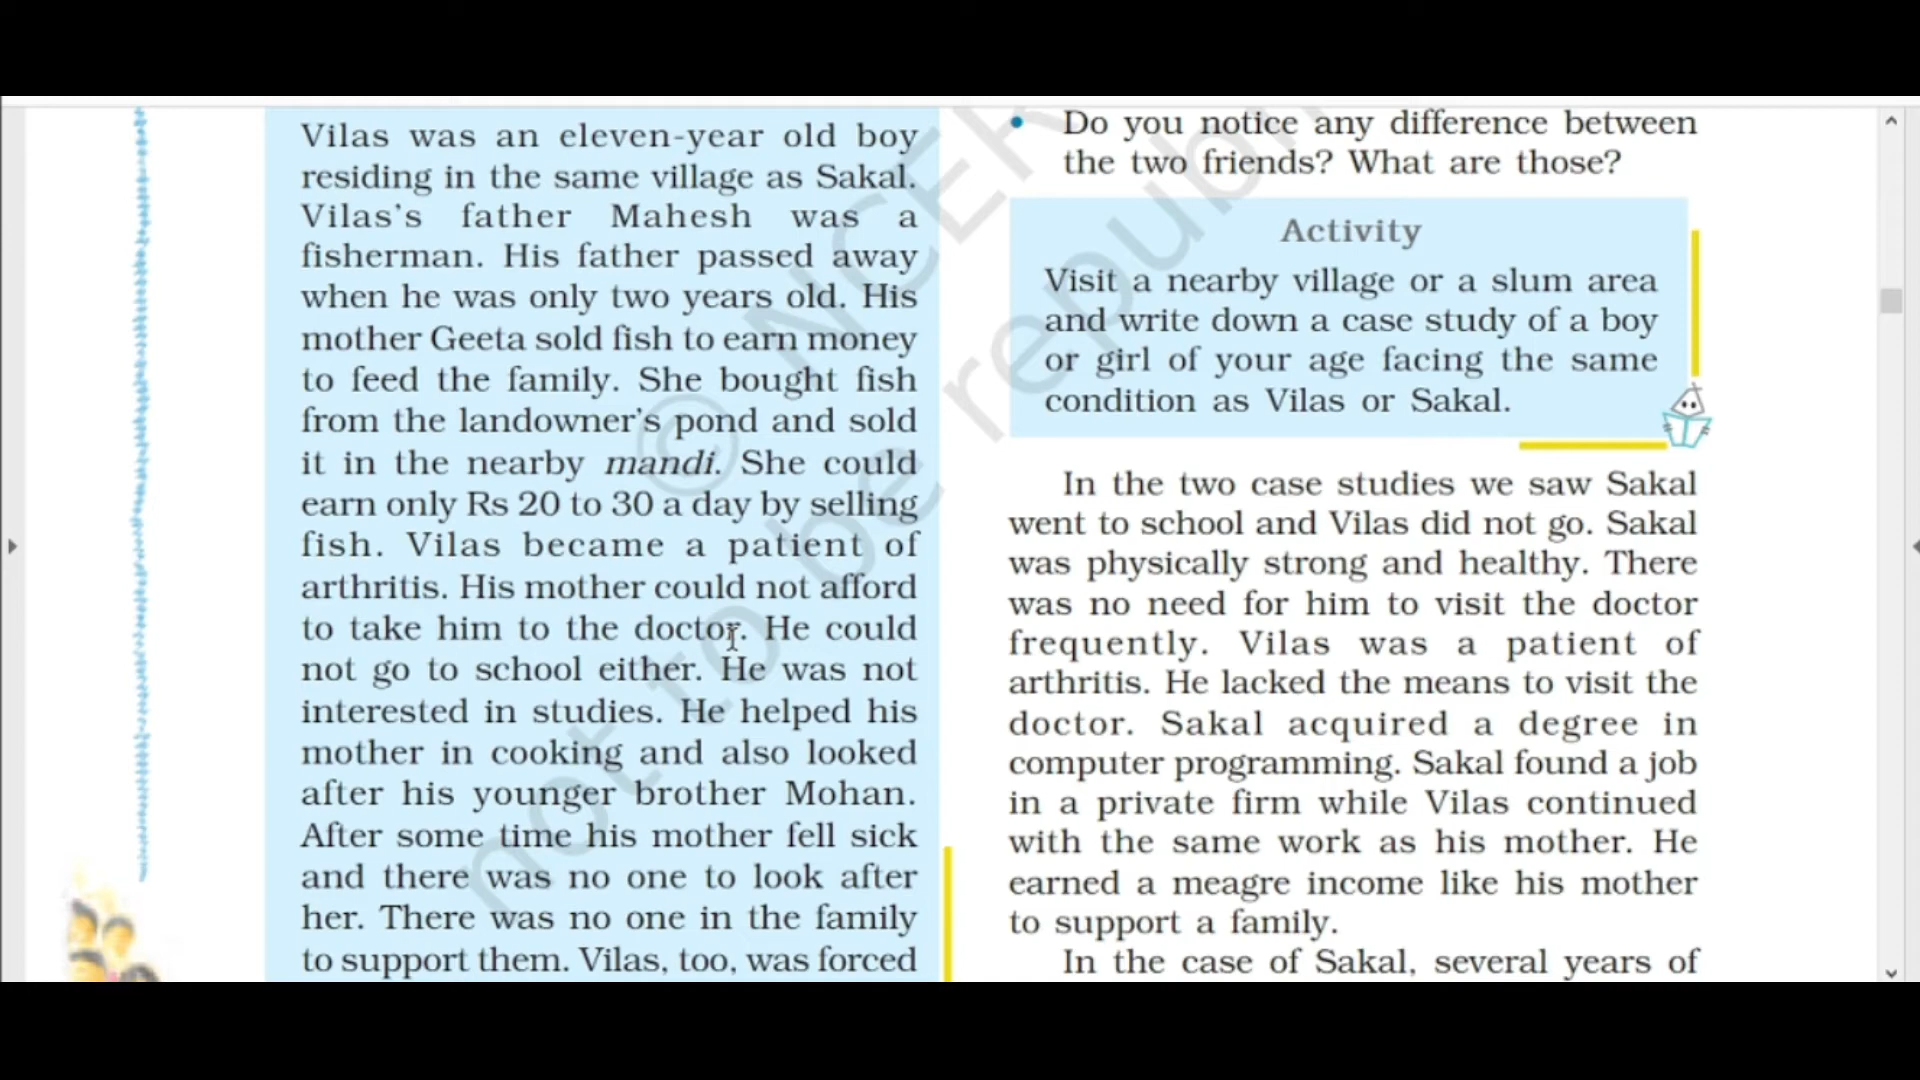 Vilas was an eleven-year old boy
residing in the same village as Sakal.
Vilas's father Mahesh was a
fisherman. His father passed away
when he was only two years old. His
mother Geeta sold fish to earn money
to feed the family. She bought fish
from the landowner's pond and sold
it in the nearby mandi. She could
earn only Rs 20 to 30 a day by selling
fish. Vilas became a patient of
arthritis. His mother could not afford
to take him to the doctor. He could
not go to school either. He was not
interested in studies. He helped his
mother in cooking and also looked
after his younger brother Mohan.
After some time his mother fell sick
and there was no one to look after
her. There was no one in the family
to support them. Vilas, too, was forced
• Do you notice any difference between
the two friends? What are those?
Activity
Visit a nearby village or a slum area
and write down a case study of a boy
or girl of your age facing the same
condition as Vilas or Sakal.
In the two case studies we saw Sakal
went to school and Vilas did not go. Sakal
was physically strong and healthy. There
was no need for him to visit the doctor
frequently. Vilas was a patient of
arthritis. He lacked the means to visit the
doctor. Sakal acquired a degree in
computer programming. Sakal found a job
in a private firm while Vilas continued
with the same work as his mother. He
earned a meagre income like his mother
to support a family.
In the case of Sakal, several years of
© NCER
not to be republ